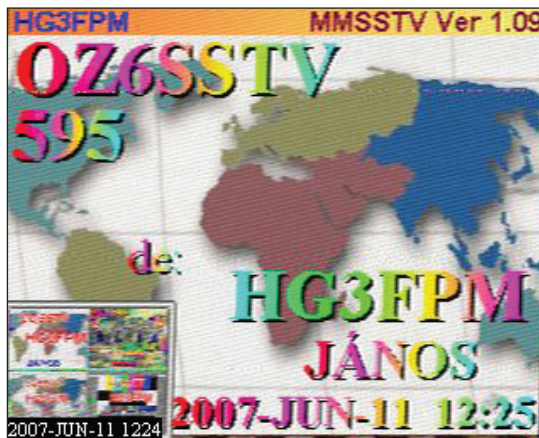 HG3FPM MMSSTV Ver 1.09
OZ6SSTV
595
de:
HG3FPM
JÁNOS
2007-JUN-11 12:25
2007-JUN-11 1224